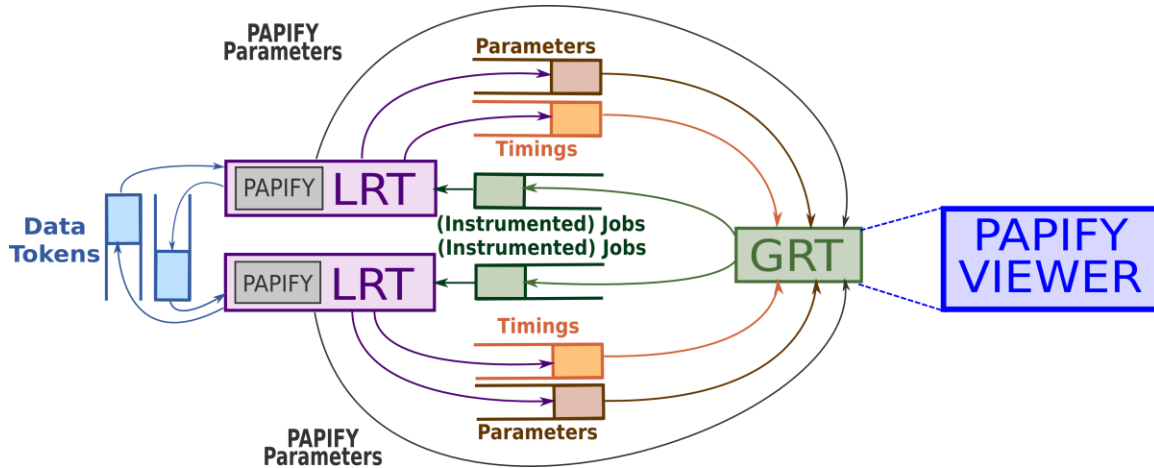 PAPIFY
Parameters
Parameters
Timings
PAPIFY
LRT
(Instrumented) Jobs
(Instrumented) Jobs
Data
Tokens
GRT
PAPIFY
VIEWER
PAPIFY
LRT
Timings
Parameters
PAPIFY
Parameters